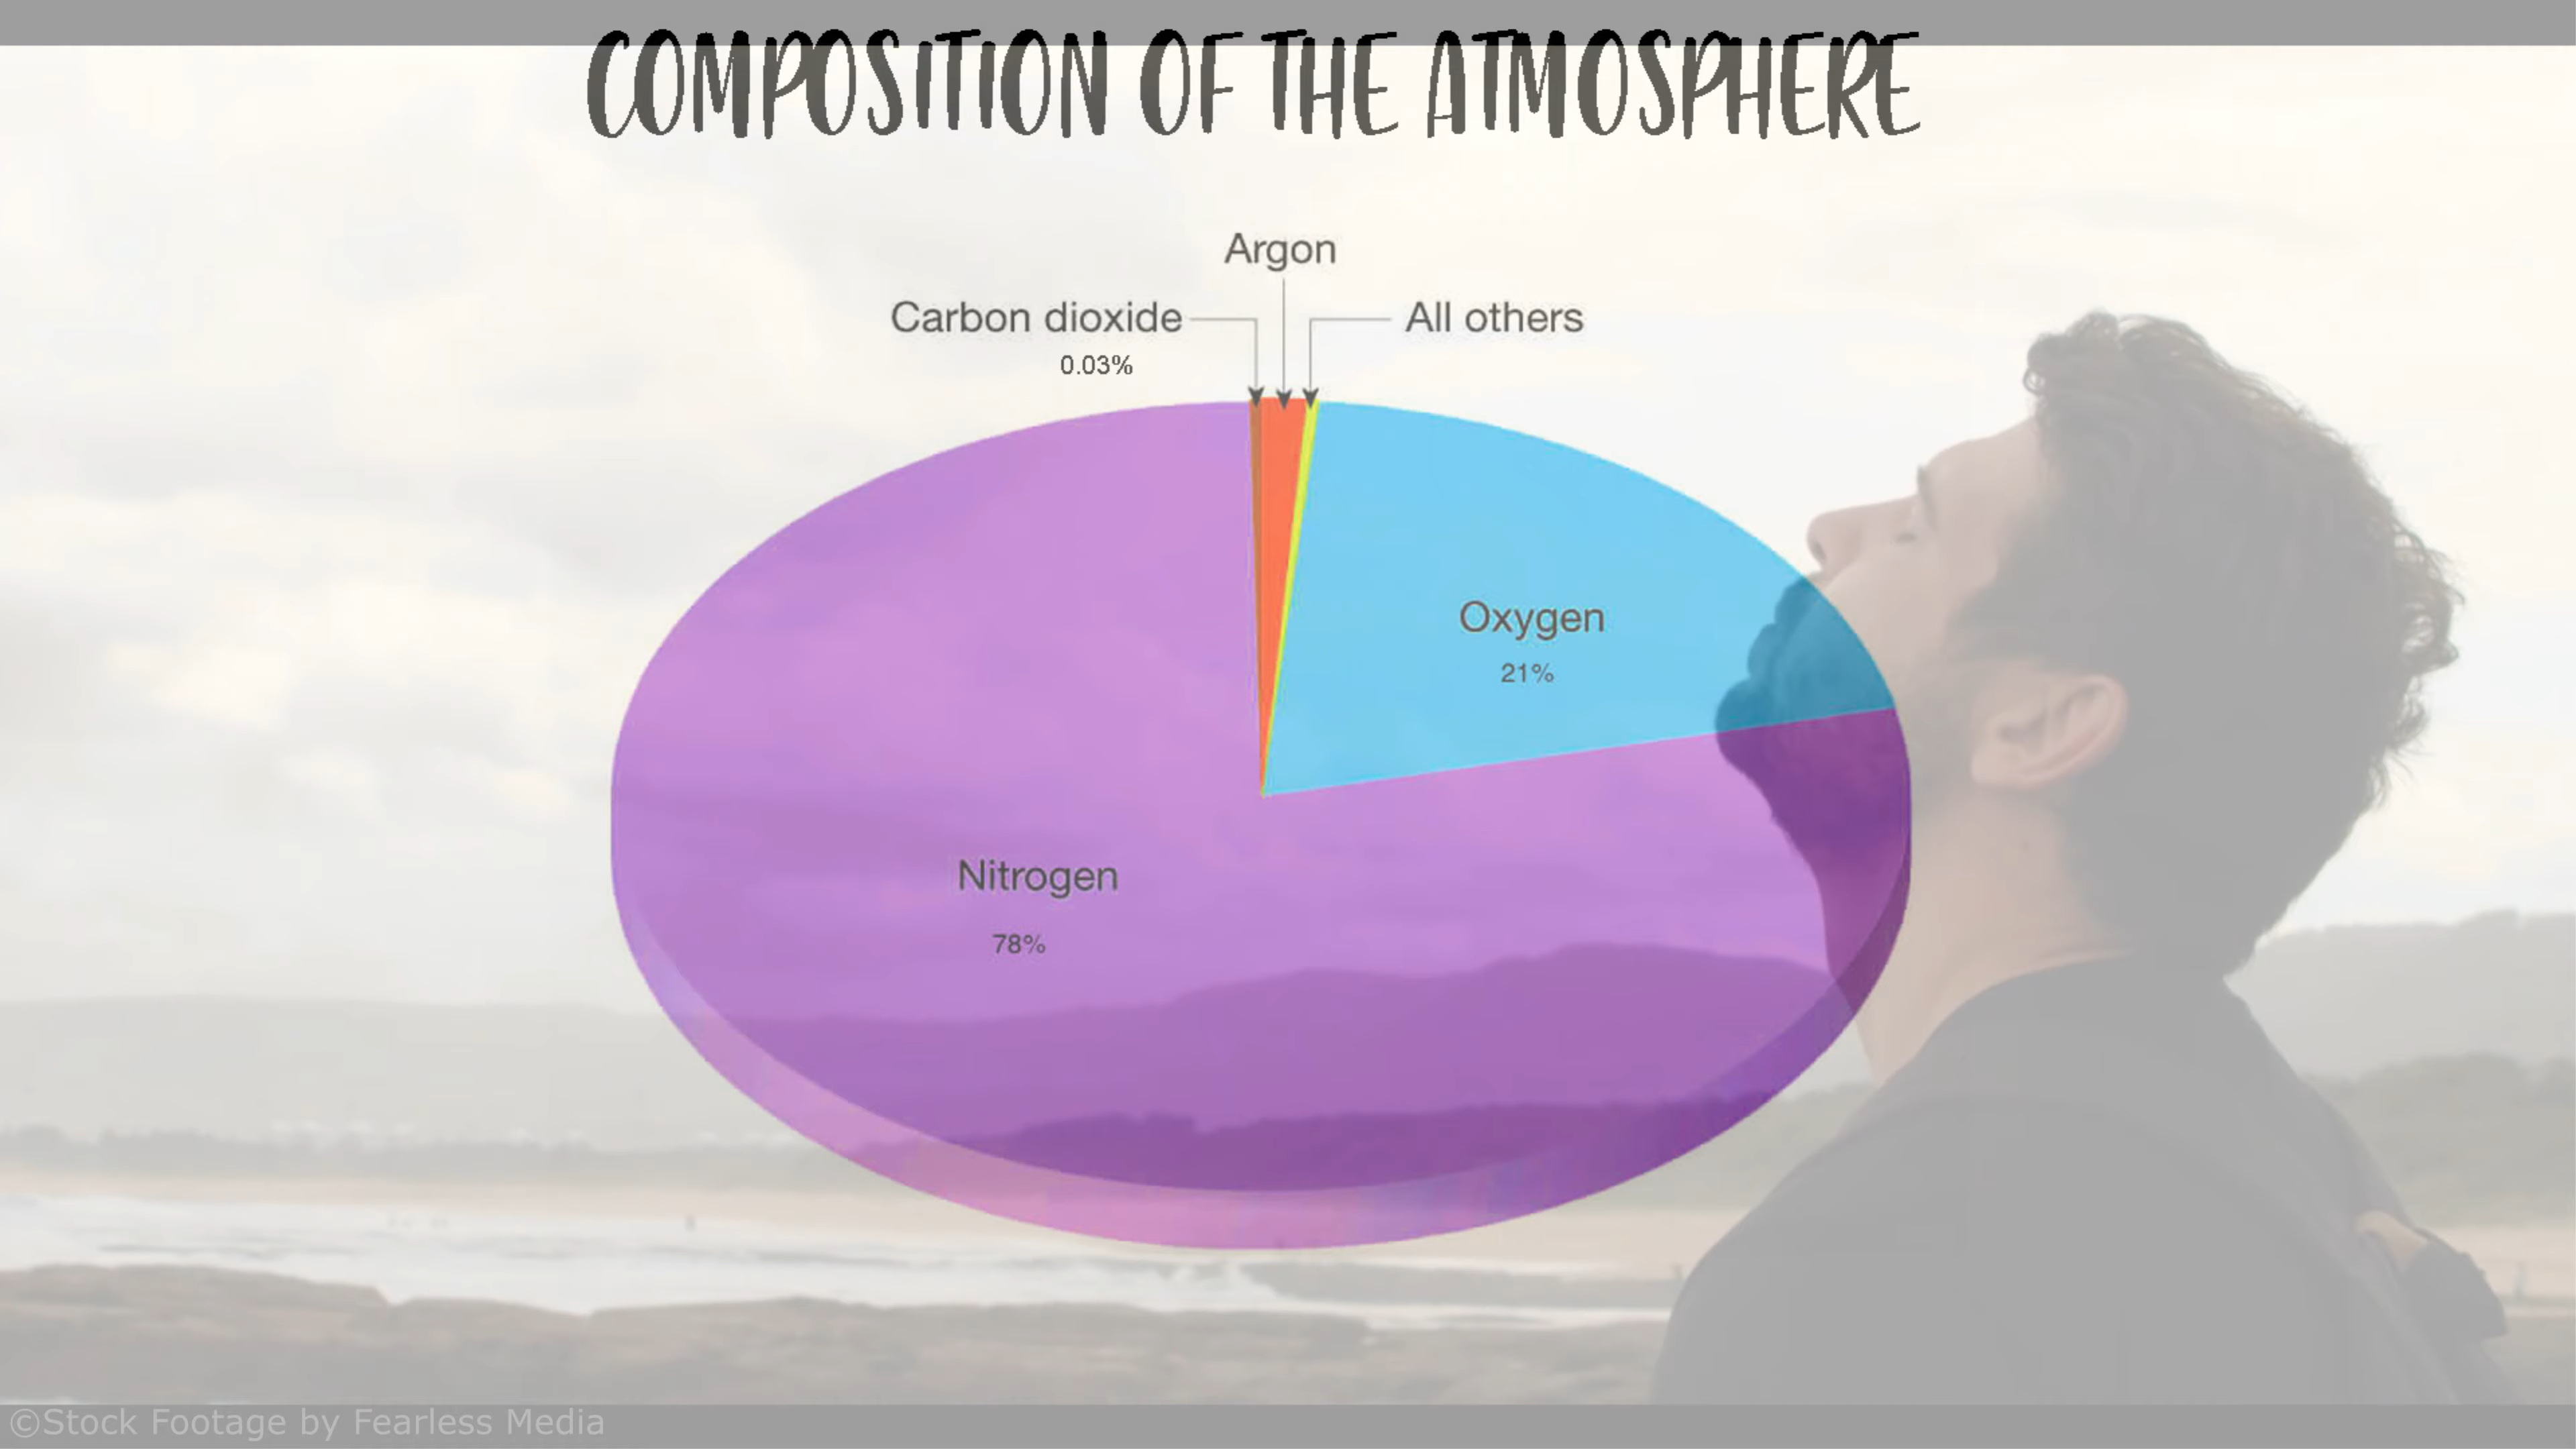 COMPOSITION OF THE ATMOSPHERE
Argon
Carbon dioxide
0.03%
All others
Oxygen
21%
Nitrogen
78%
©Stock Footage by Fearless Media